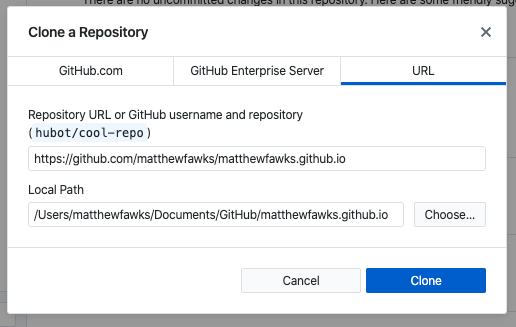 There are no uncommitted changes in this repository. Here are some friendly sug
Clone a Repository
GitHub.com
GitHub Enterprise Server
URL
Repository URL or GitHub username and repository
(hubot/cool-repo)
https://github.com/matthewfawks/matthewfawks.github.io
Local Path
/Users/matthewfawks/Documents/GitHub/matthewfawks.github.io
Choose...
Cancel
Clone